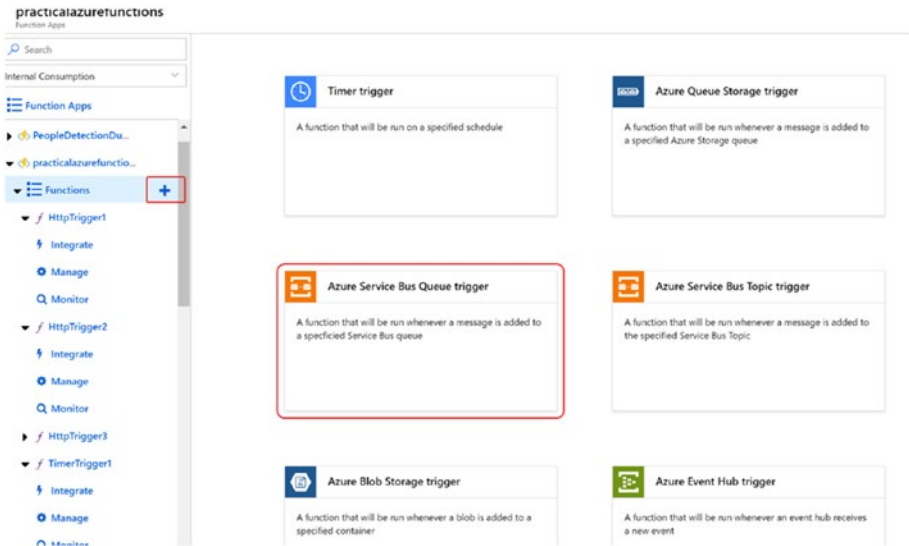 practicalazurefunctions
Function Apps
Search
Internal Consumption
Function Apps
PeopleDetectionDu...
practicalazurefunctio...
Functions
HttpTrigger1
Integrate
Manage
Monitor
HttpTrigger2
Integrate
Manage
Monitor
HttpTrigger3
TimerTrigger1
Integrate
Manage
Monitor
Timer trigger
A function that will be run on a specified schedule
Azure Queue Storage trigger
A function that will be run whenever a message is added to
a specified Azure Storage queue
Azure Service Bus Queue trigger
A function that will be run whenever a message is added to
a specficied Service Bus queue
Azure Service Bus Topic trigger
A function that will be run whenever a message is added to
the specified Service Bus Topic
Azure Blob Storage trigger
A function that will be run whenever a blob is added to a
specified container
Azure Event Hub trigger
A function that will be run whenever an event hub receives
a new event